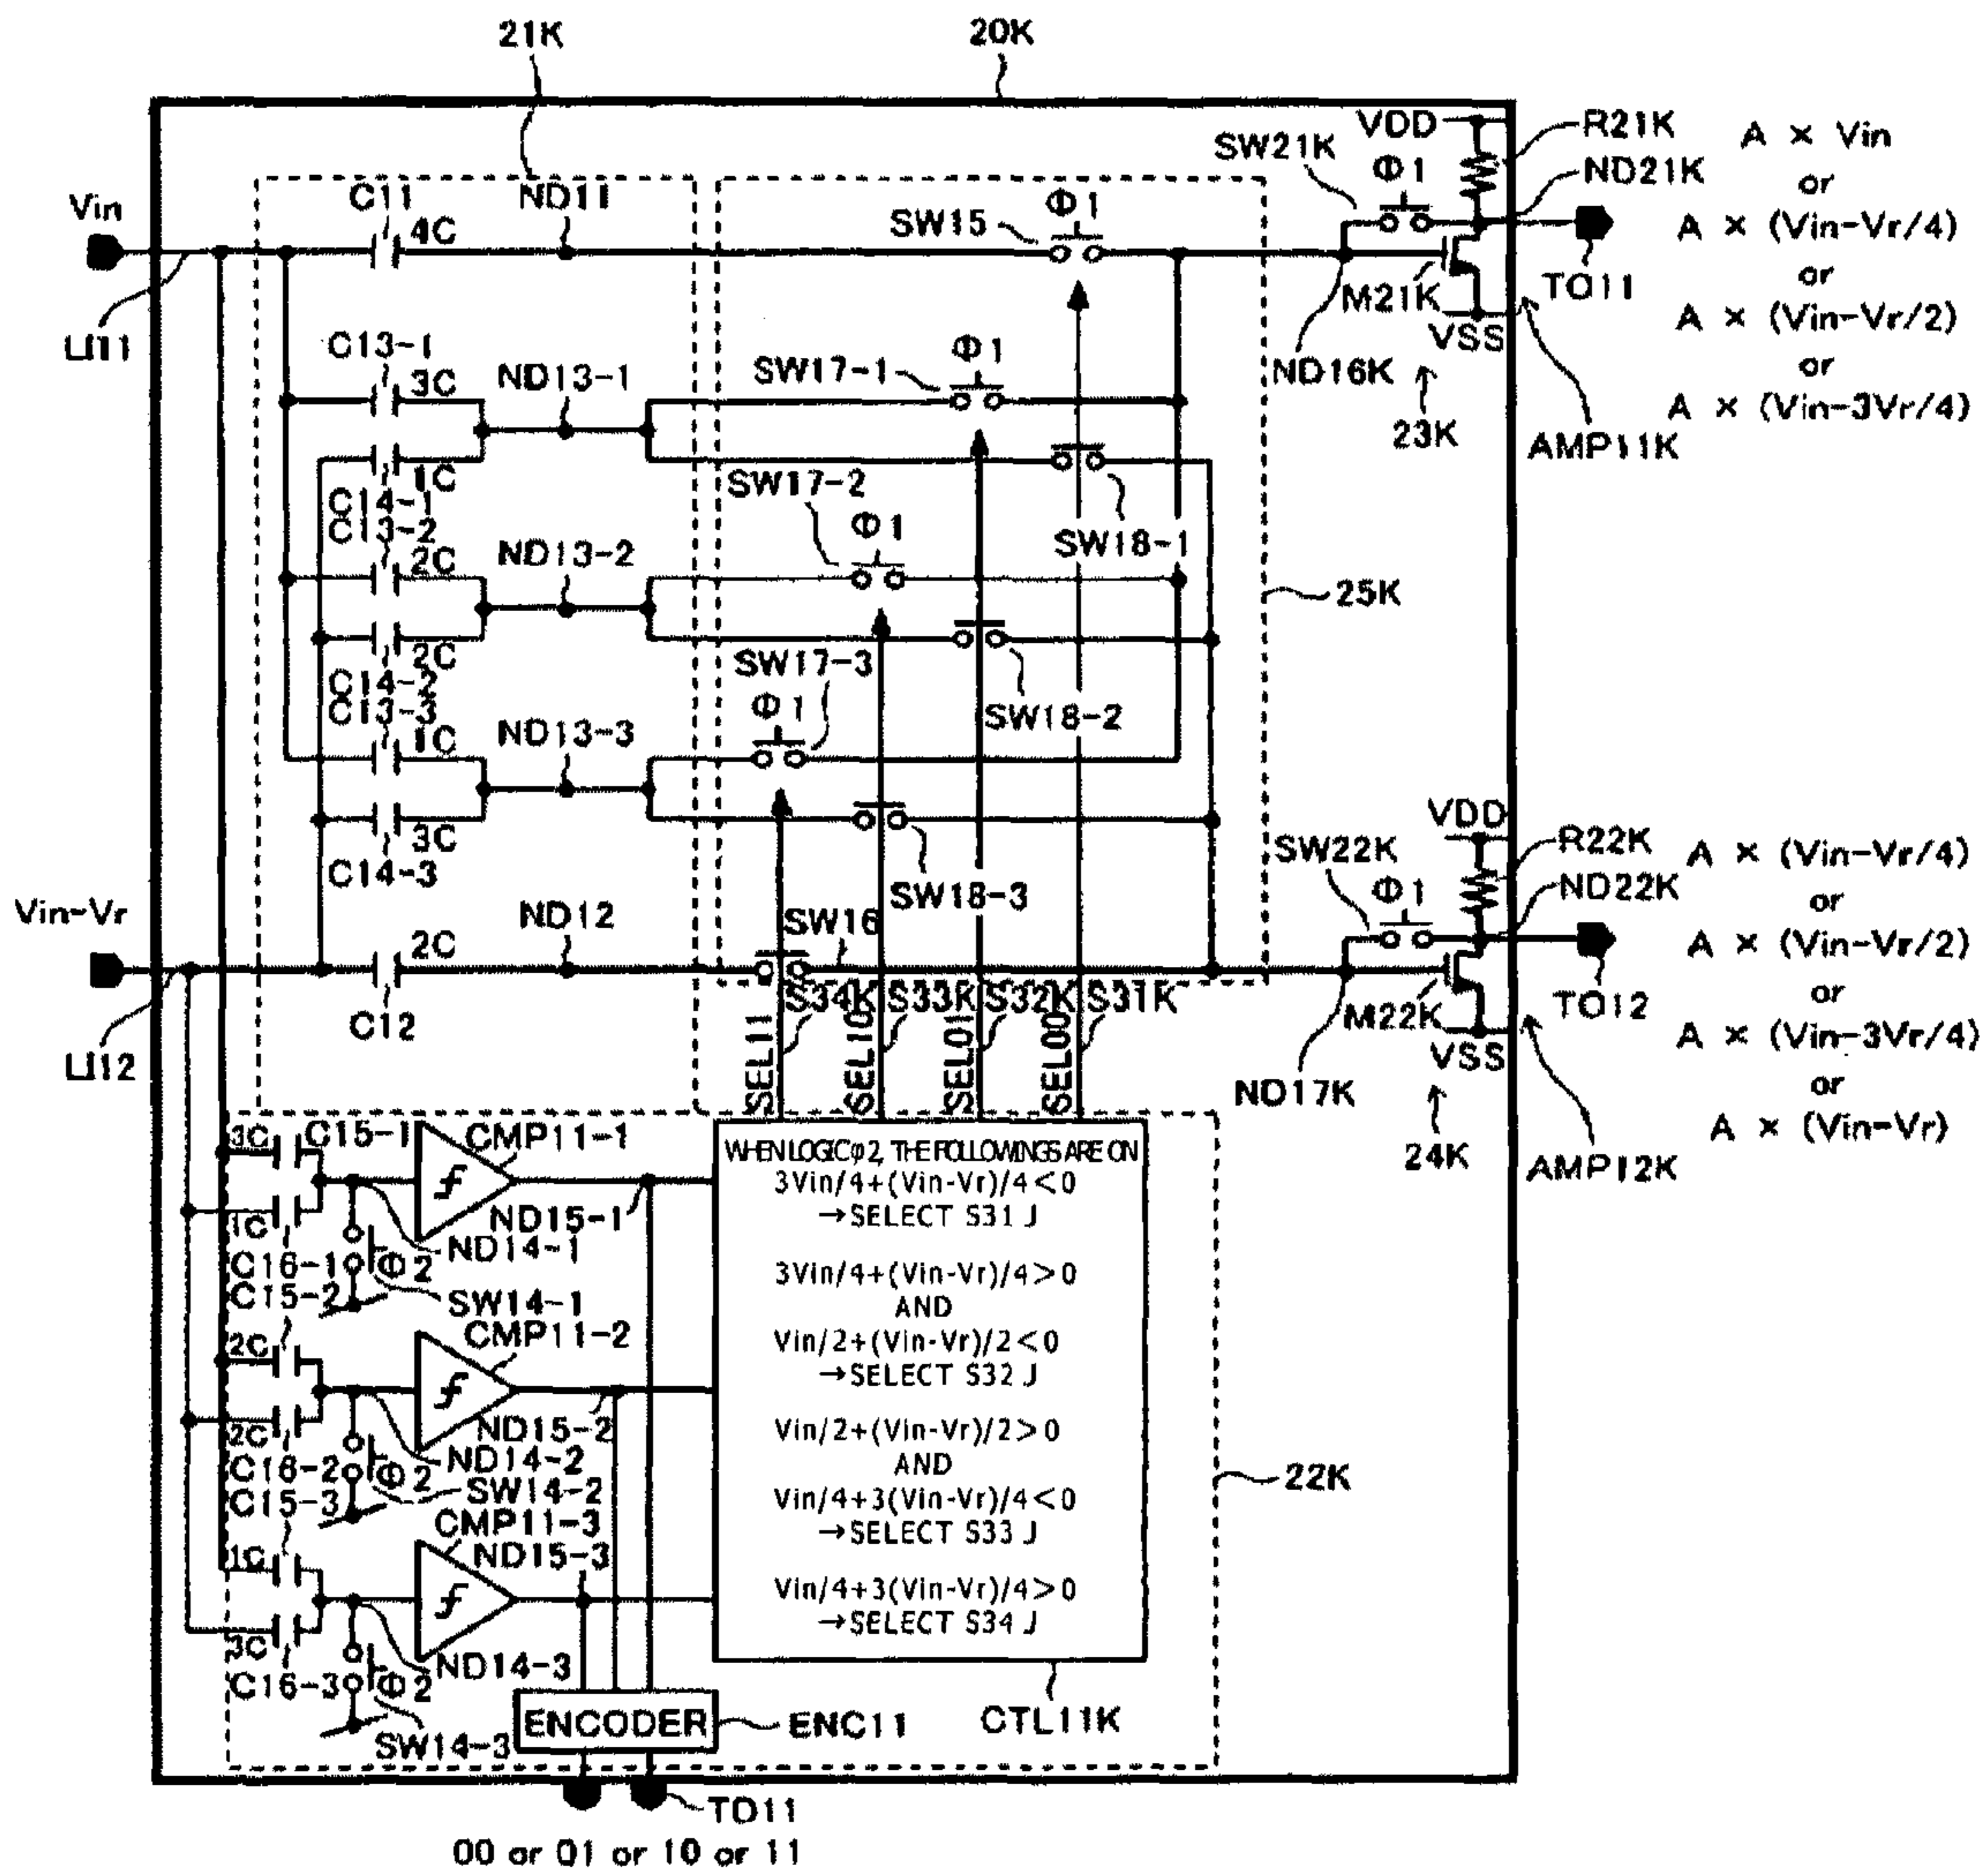 21K
20K
VDD
R21K
A × Vin
SW21K
Φ1
ND21K
or
C11
ND11
Φ1
Vin
4C
SW15
A × (Vin-Vr/4)
or
M21K
TO11
LI11
VSS
A × (Vin-Vr/2)
C13-1
Φ1
or
3C
ND13-1
SW17-1
ND16K
A × (Vin-3Vr/4)
23K
AMP11K
1C
C14-1
SW17-2
C13-2
Φ1
2C
ND13-2
SW18-1
25K
2C
SW17-3
C14-2
C13-3
Φ1
SW18-2
1C
ND13-3
VDD
3C
SW22K
R22K
A × (Vin-Vr/4)
C14-3
SW18-3
Φ1
ND22K
or
Vin-Vr
ND12
SW16
2C
A × (Vin-Vr/2)
S34K
S33K
S32K
S31K
or
C12
M22K
TO12
A × (Vin-3Vr/4)
LI12
SEL11
SEL10
SEL01
SEL00
VSS
or
ND17K
A × (Vin-Vr)
24K
AMP12K
3C
C15-1
CMP11-1
WHEN LOGIC φ2, THE FOLLOWINGS ARE ON
3Vin/4+(Vin-Vr)/4<0
→SELECT S31 J
1C
ND15-1
ND14-1
C16-1
Φ2
C15-2
SW14-1
3Vin/4+(Vin-Vr)/4>0
AND
Vin/2+(Vin-Vr)/2<0
→SELECT S32 J
2C
CMP11-2
2C
ND15-2
ND14-2
C16-2
Φ2
C15-3
SW14-2
Vin/2+(Vin-Vr)/2>0
AND
Vin/4+3(Vin-Vr)/4<0
→SELECT S33 J
22K
CMP11-3
ND15-3
1C
Vin/4+3(Vin-Vr)/4>0
→SELECT S34 J
3C
ND14-3
C16-3
Φ2
SW14-3
ENCODER
ENC11
CTL11K
TD11
00 or 01 or 10 or 11